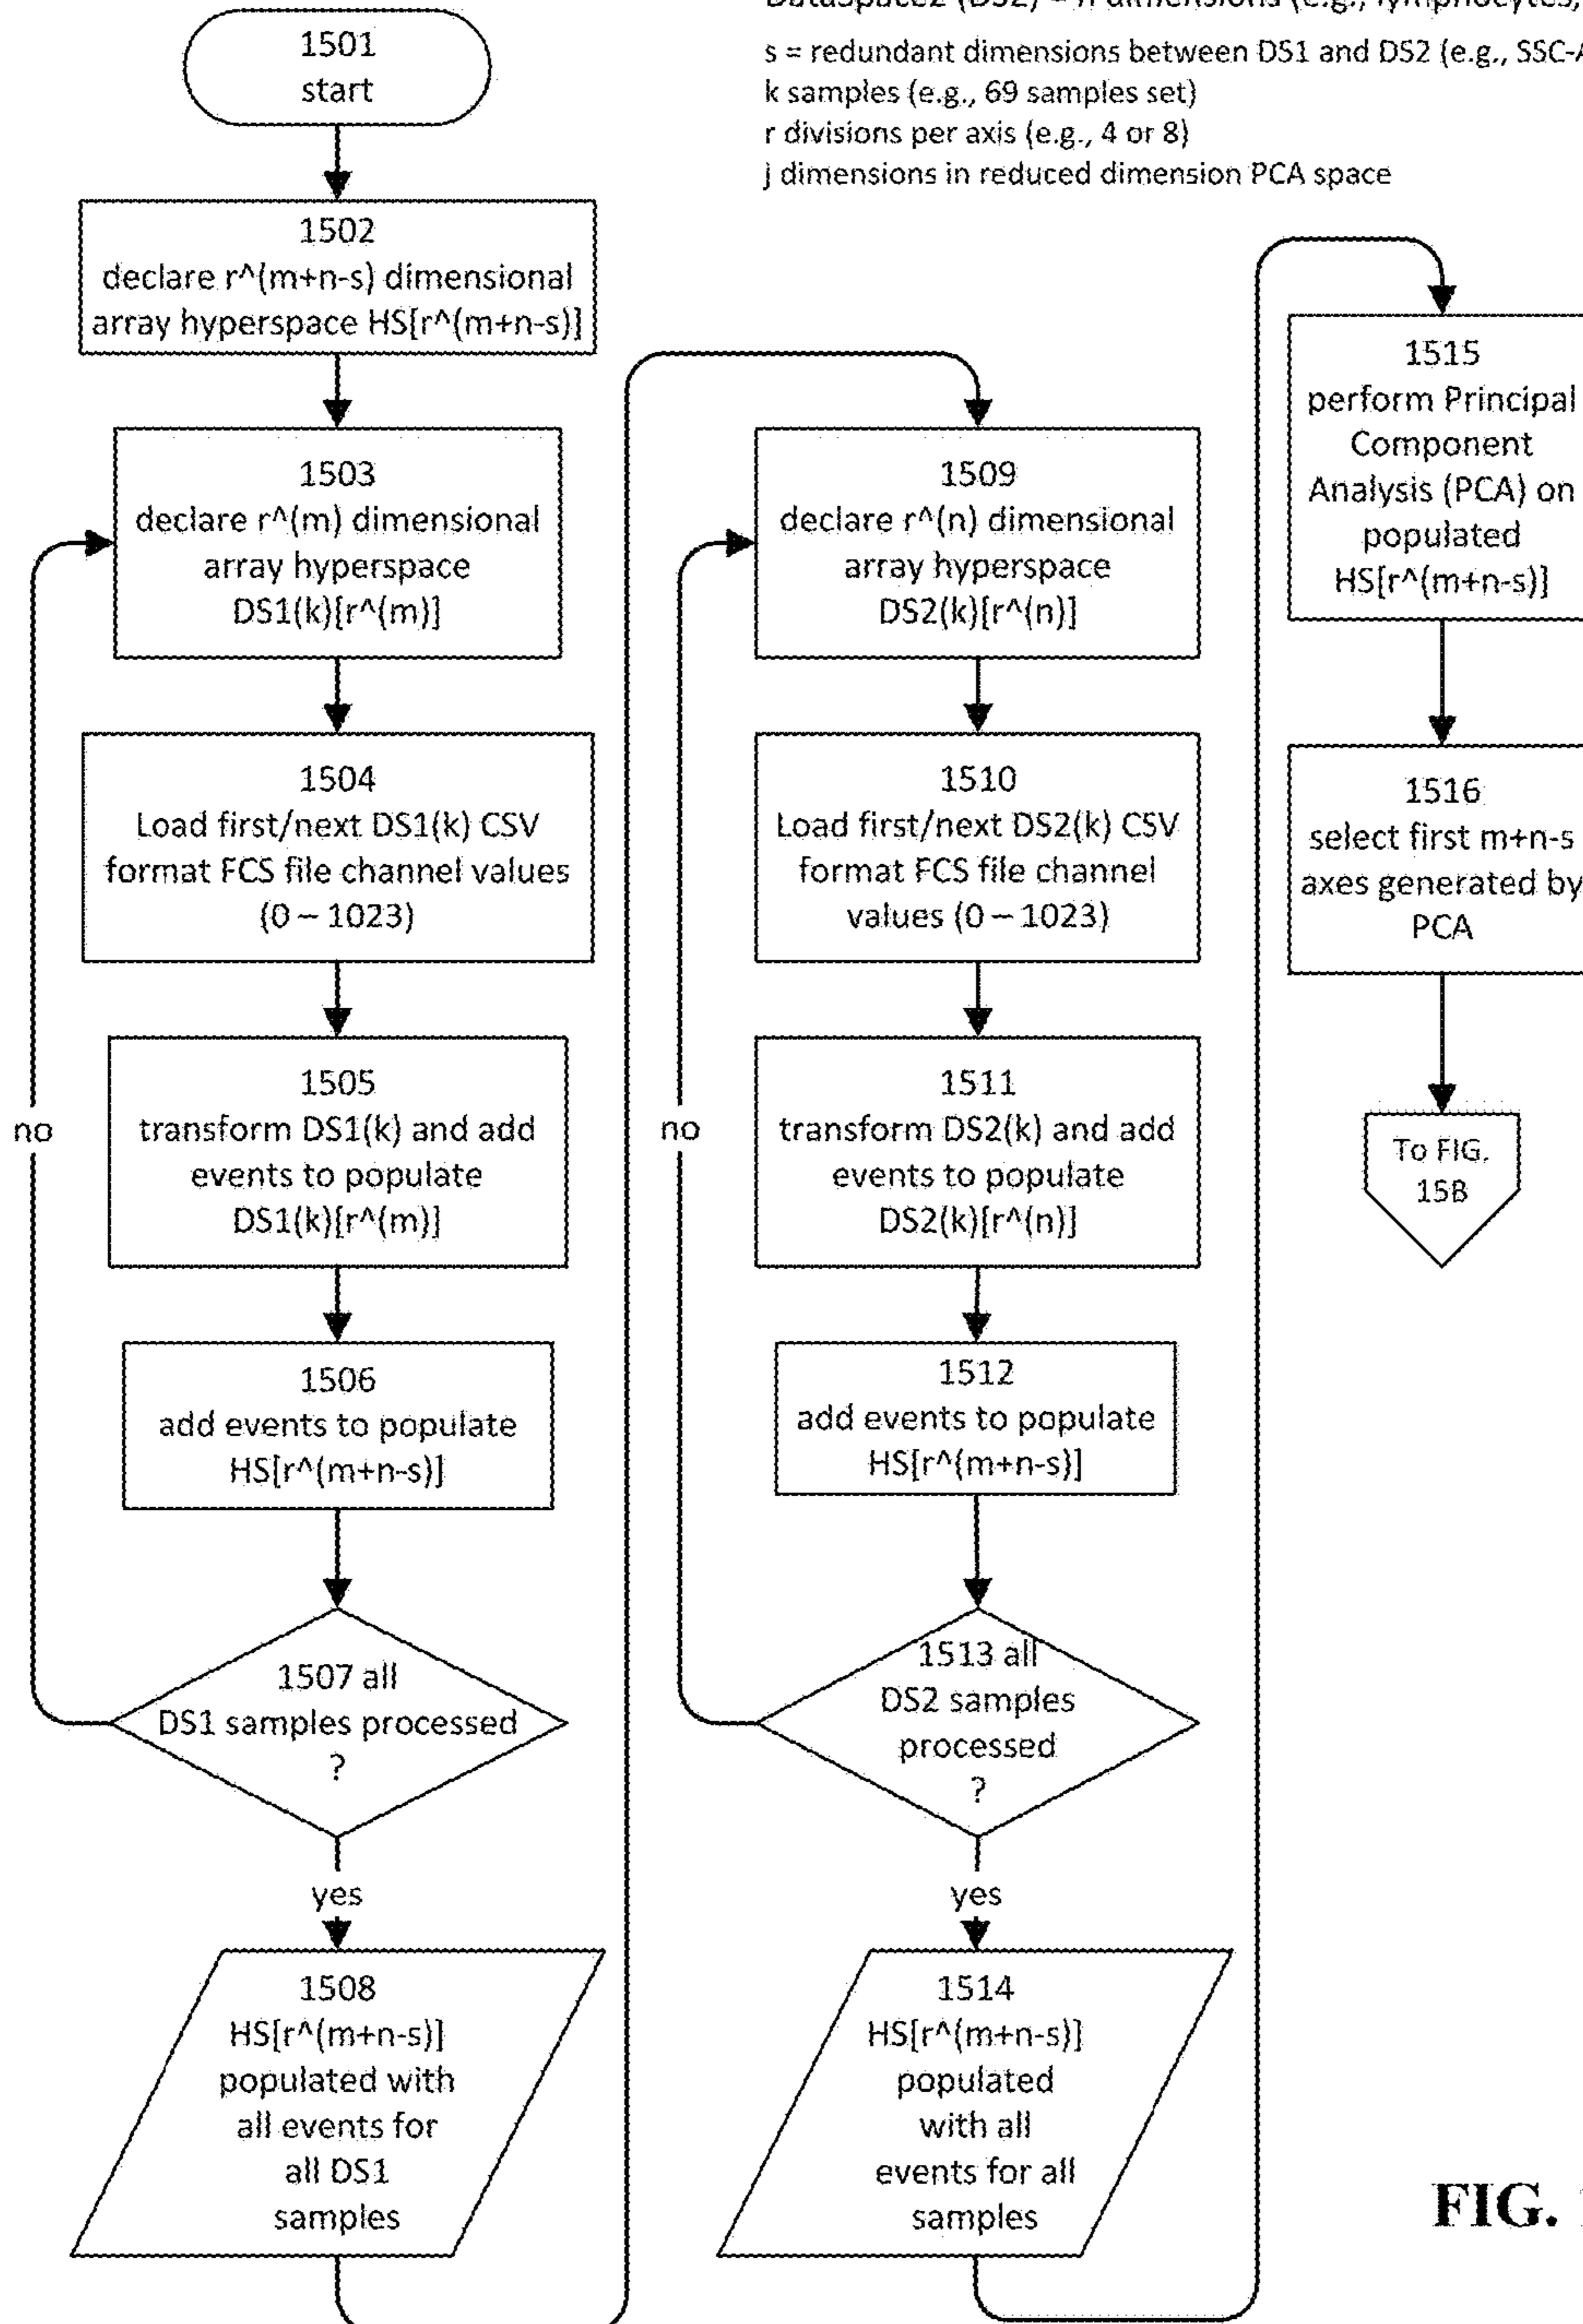 DataSpace2 (DS2) = n dimensions (e.g., lymphocytes,
s = redundant dimensions between DS1 and DS2 (e.g., SSC-A
k samples (e.g., 69 samples set)
r divisions per axis (e.g., 4 or 8)
j dimensions in reduced dimension PCA space
1501
start
1502
declare r^(m+n-s) dimensional
array hyperspace HS[r^(m+n-s)]
1503
declare r^(m) dimensional
array hyperspace
DS1(k)[r^(m)]
1504
Load first/next DS1(k) CSV
format FCS file channel values
(0 – 1023)
1505
transform DS1(k) and add
events to populate
DS1(k)[r^(m)]
no
1506
add events to populate
HS[r^(m+n-s)]
1507 all
DS1 samples processed
?
yes
1508
HS[r^(m+n-s)]
populated with
all events for
all DS1
samples
1509
declare r^(n) dimensional
array hyperspace
DS2(k)[r^(n)]
1510
Load first/next DS2(k) CSV
format FCS file channel
values (0 – 1023)
1511
transform DS2(k) and add
events to populate
DS2(k)[r^(n)]
no
1512
add events to populate
HS[r^(m+n-s)]
1513 all
DS2 samples
processed
?
yes
1514
HS[r^(m+n-s)]
populated
with all
events for all
samples
1515
perform Principal
Component
Analysis (PCA) on
populated
HS[r^(m+n-s)]
1516
select first m+n-s
axes generated by
PCA
To FIG.
15B
FIG.